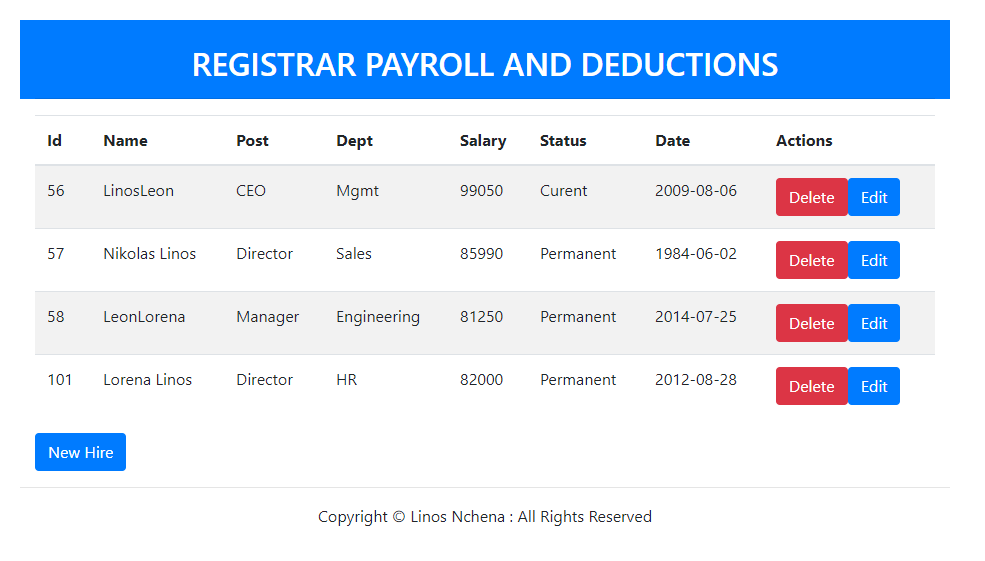 REGISTRAR PAYROLL AND DEDUCTIONS
Id Name Post Dept Salary Status Date Actions
56 LinosLeon CEO Mgmt 99050 Curent 2009-08-06 Delete Edit
57 Nikolas Linos Director Sales 85990 Permanent 1984-06-02 Delete Edit
58 LeonLorena Manager Engineering 81250 Permanent 2014-07-25 Delete Edit
101 Lorena Linos Director HR 82000 Permanent 2012-08-28 Delete Edit
New Hire
Copyright © Linos Nchena : All Rights Reserved